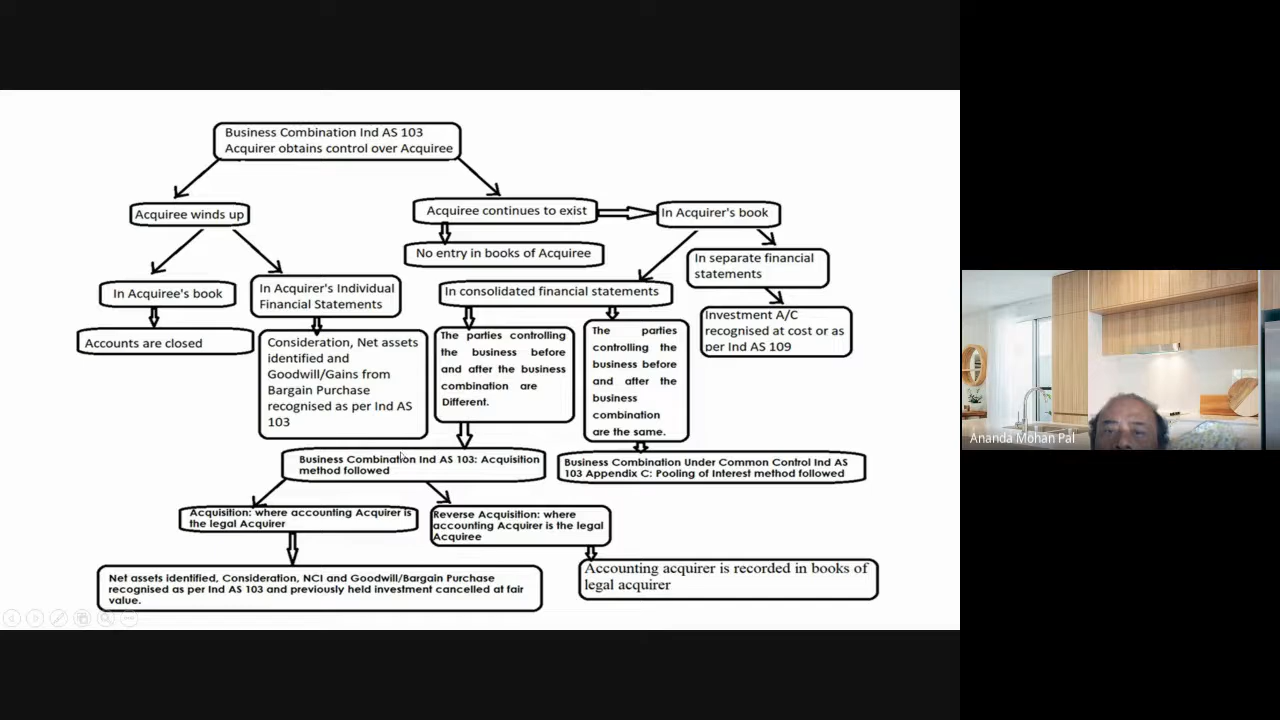 Business Combination Ind AS 103
Acquirer obtains control over Acquiree
Acquiree winds up
Acquiree continues to exist
In Acquirer's book
No entry in books of Acquiree
In separate financial
statements
In Acquiree's book
In Acquirer's Individual
Financial Statements
In consolidated financial statements
Investment A/C
recognised at cost or as
per Ind AS 109
Accounts are closed
Consideration, Net assets
identified and
Goodwill/Gains from
Bargain Purchase
recognised as per Ind AS
103
The parties controlling
the business before
and after the business
combination are
Different.
The parties
controlling the
business before
and after the
business
combination
are the same.
Business Combination Ind AS 103: Acquisition
method followed
Business Combination Under Common Control Ind AS
103 Appendix C: Pooling of Interest method followed
Acquisition: where accounting Acquirer is
the legal Acquirer
Reverse Acquisition: where
accounting Acquirer is the legal
Acquiree
Net assets identified, Consideration, NCI and Goodwill/Bargain Purchase
recognised as per Ind AS 103 and previously held investment cancelled at fair
value.
Accounting acquirer is recorded in books of
legal acquirer
Ananda Mohan Pal